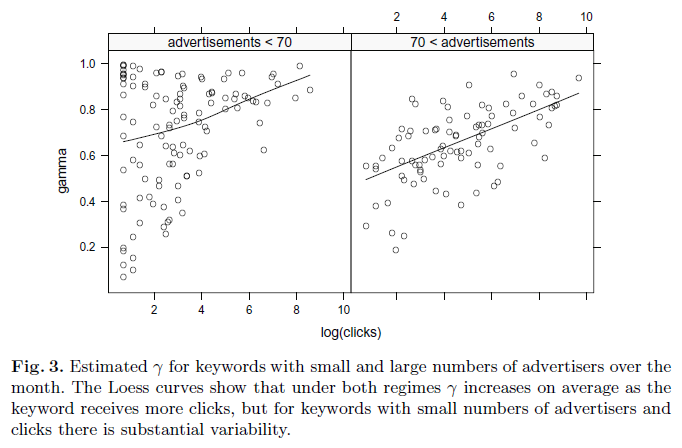 2 4 6 8 10
advertisements < 70 70 < advertisements
1.0
0.8
0.6
0.4
0.2
gamma
2 4 6 8 10
log(clicks)
Fig. 3. Estimated γ for keywords with small and large numbers of advertisers over the
month. The Loess curves show that under both regimes γ increases on average as the
keyword receives more clicks, but for keywords with small numbers of advertisers and
clicks there is substantial variability.